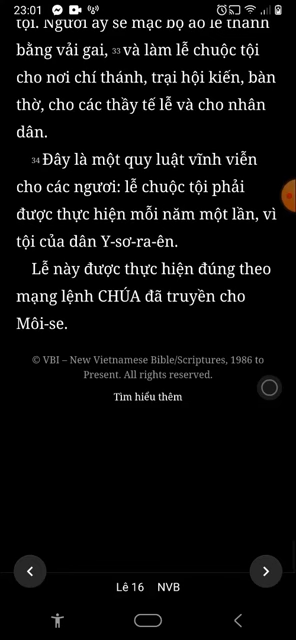 23:01
tội. Người ấy sẽ mặc bộ áo lễ thánh
bằng vải gai, 33 và làm lễ chuộc tội
cho nơi chí thánh, trại hội kiến, bàn
thờ, cho các thầy tế lễ và cho nhân
dân.
34 Đây là một quy luật vĩnh viễn
cho các ngươi: lễ chuộc tội phải
được thực hiện mỗi năm một lần, vì
tội của dân Y-sơ-ra-ên.
Lễ này được thực hiện đúng theo
mạng lệnh CHÚA đã truyền cho
Môi-se.
© VBI – New Vietnamese Bible/Scriptures, 1986 to
Present. All rights reserved.
Tìm hiểu thêm
Lê 16 NVB